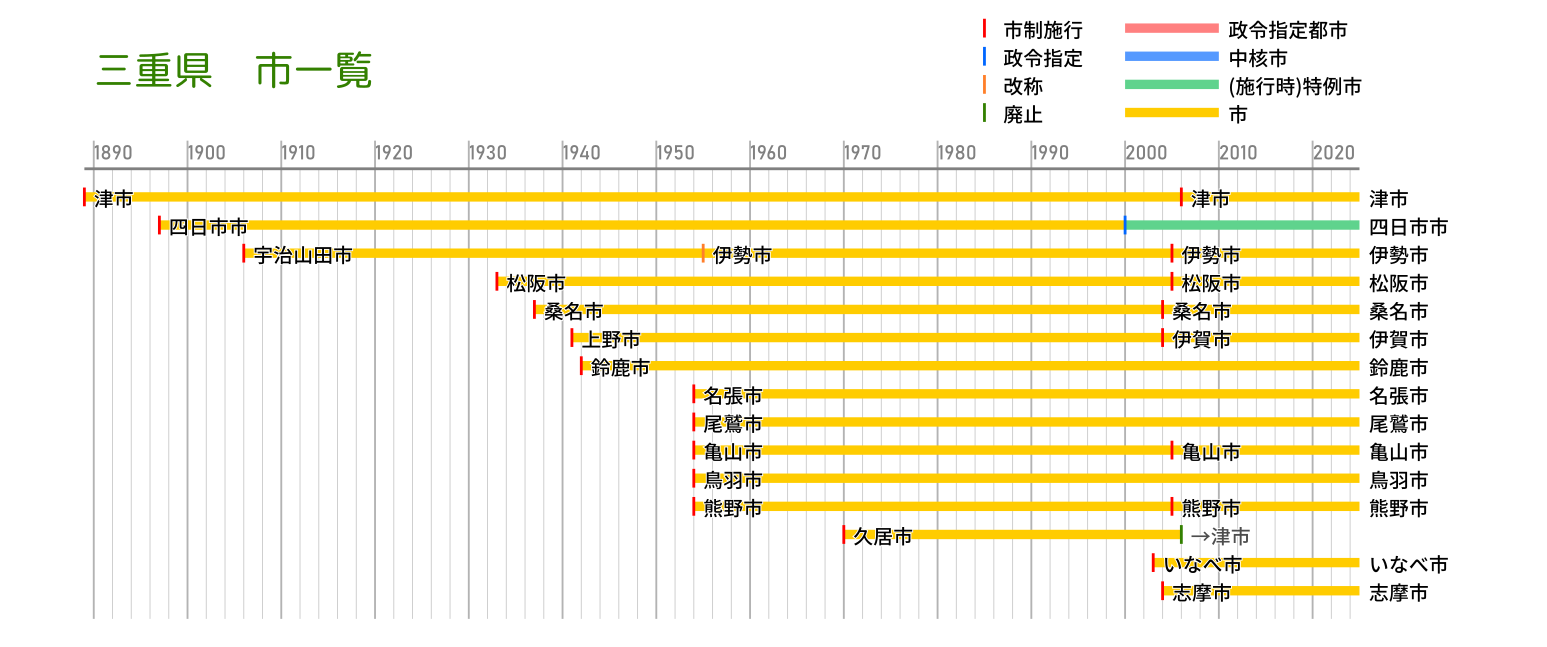 三重県　市一覧
市制施行　政令指定都市
政令指定　中核市
改称　(施行時)特例市
廃止　市
1890 1900 1910 1920 1930 1940 1950 1960 1970 1980 1990 2000 2010 2020
津市　津市　津市
四日市市　四日市市
宇治山田市　伊勢市　伊勢市　伊勢市
松阪市　松阪市　松阪市
桑名市　桑名市　桑名市
上野市　伊賀市　伊賀市
鈴鹿市　鈴鹿市
名張市　名張市
尾鷲市　尾鷲市
亀山市　亀山市　亀山市
鳥羽市　鳥羽市
熊野市　熊野市　熊野市
久居市　→津市
いなべ市　いなべ市
志摩市　志摩市